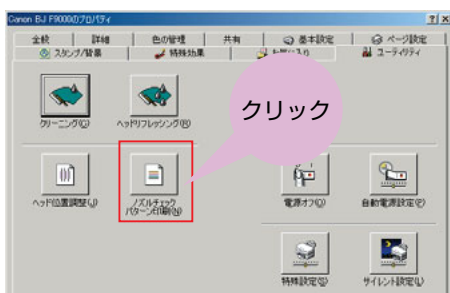 Canon BJ F9000のプロパティ
全般 詳細 色の管理 共有 基本設定 ページ設定
スタンプ/背景 特殊効果 お気に入り ユーティリティ
クリック
クリーニング(C) ヘッドリフレッシング(R)
ヘッド位置調整(J) ノズルチェック
パターン印刷(N) 電源オフ(O) 自動電源設定(P)
特殊設定(S) サイレント設定(L)